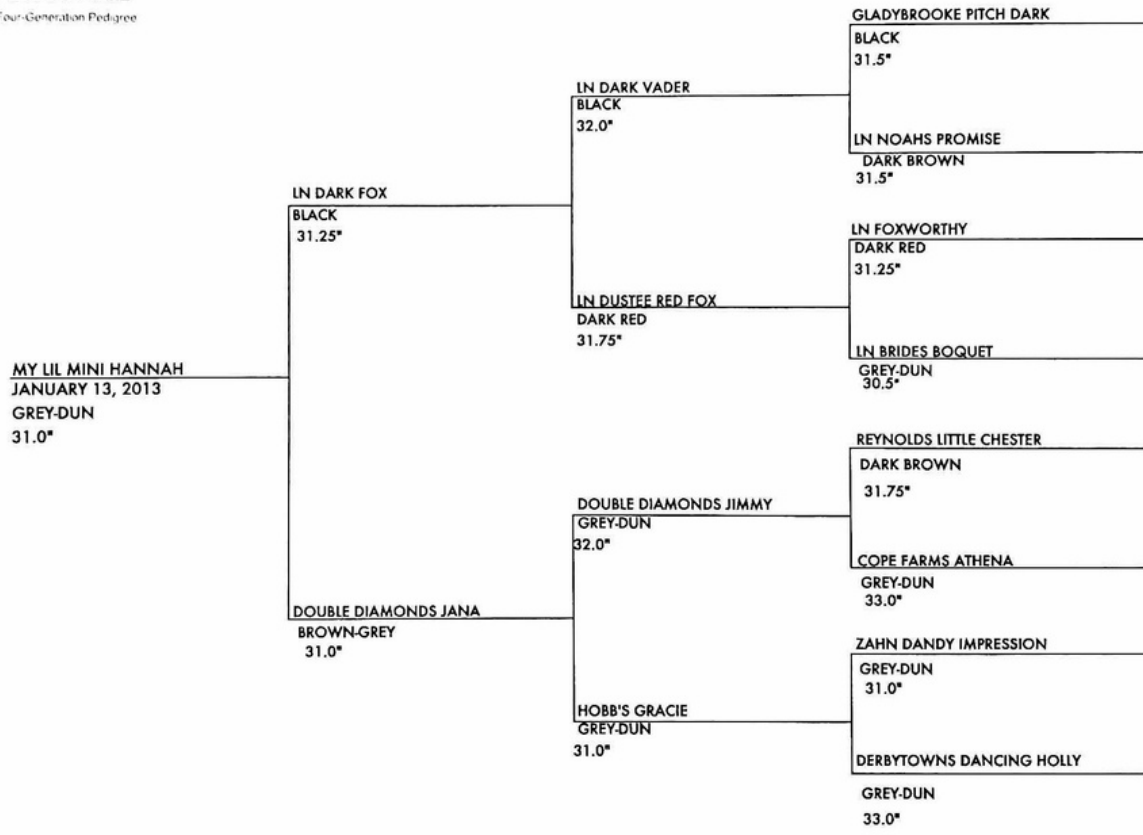 Four-Generation Pedigree
GLADYBROOKE PITCH DARK
BLACK
31.5"
LN DARK VADER
BLACK
32.0"
LN NOAHS PROMISE
DARK BROWN
31.5"
LN DARK FOX
BLACK
31.25"
LN FOXWORTHY
DARK RED
31.25"
LN DUSTEE RED FOX
DARK RED
31.75"
LN BRIDES BOQUET
GREY-DUN
30.5"
MY LIL MINI HANNAH
JANUARY 13, 2013
GREY-DUN
31.0"
REYNOLDS LITTLE CHESTER
DARK BROWN
31.75"
DOUBLE DIAMONDS JIMMY
GREY-DUN
32.0"
COPE FARMS ATHENA
GREY-DUN
33.0"
DOUBLE DIAMONDS JANA
BROWN-GREY
31.0"
ZAHN DANDY IMPRESSION
GREY-DUN
31.0"
HOBB'S GRACIE
GREY-DUN
31.0"
DERBYTOWNS DANCING HOLLY
GREY-DUN
33.0"